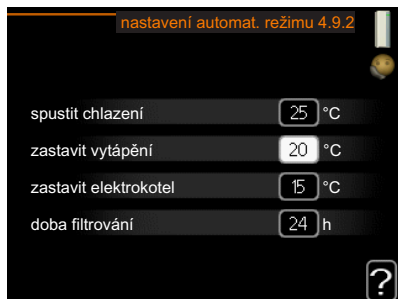 nastavení automat. režimu 4.9.2
spustit chlazení 25 °C
zastavit vytápění 20 °C
zastavit elektrokotel 15 °C
doba filtrování 24 h
?